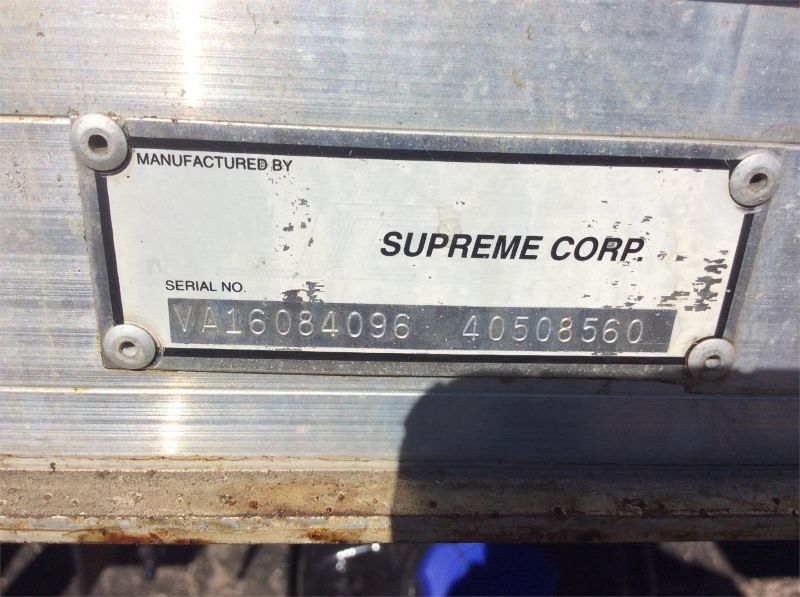 MANUFACTURED BY
SUPREME CORP.
SERIAL NO.
VA16084096 40508560